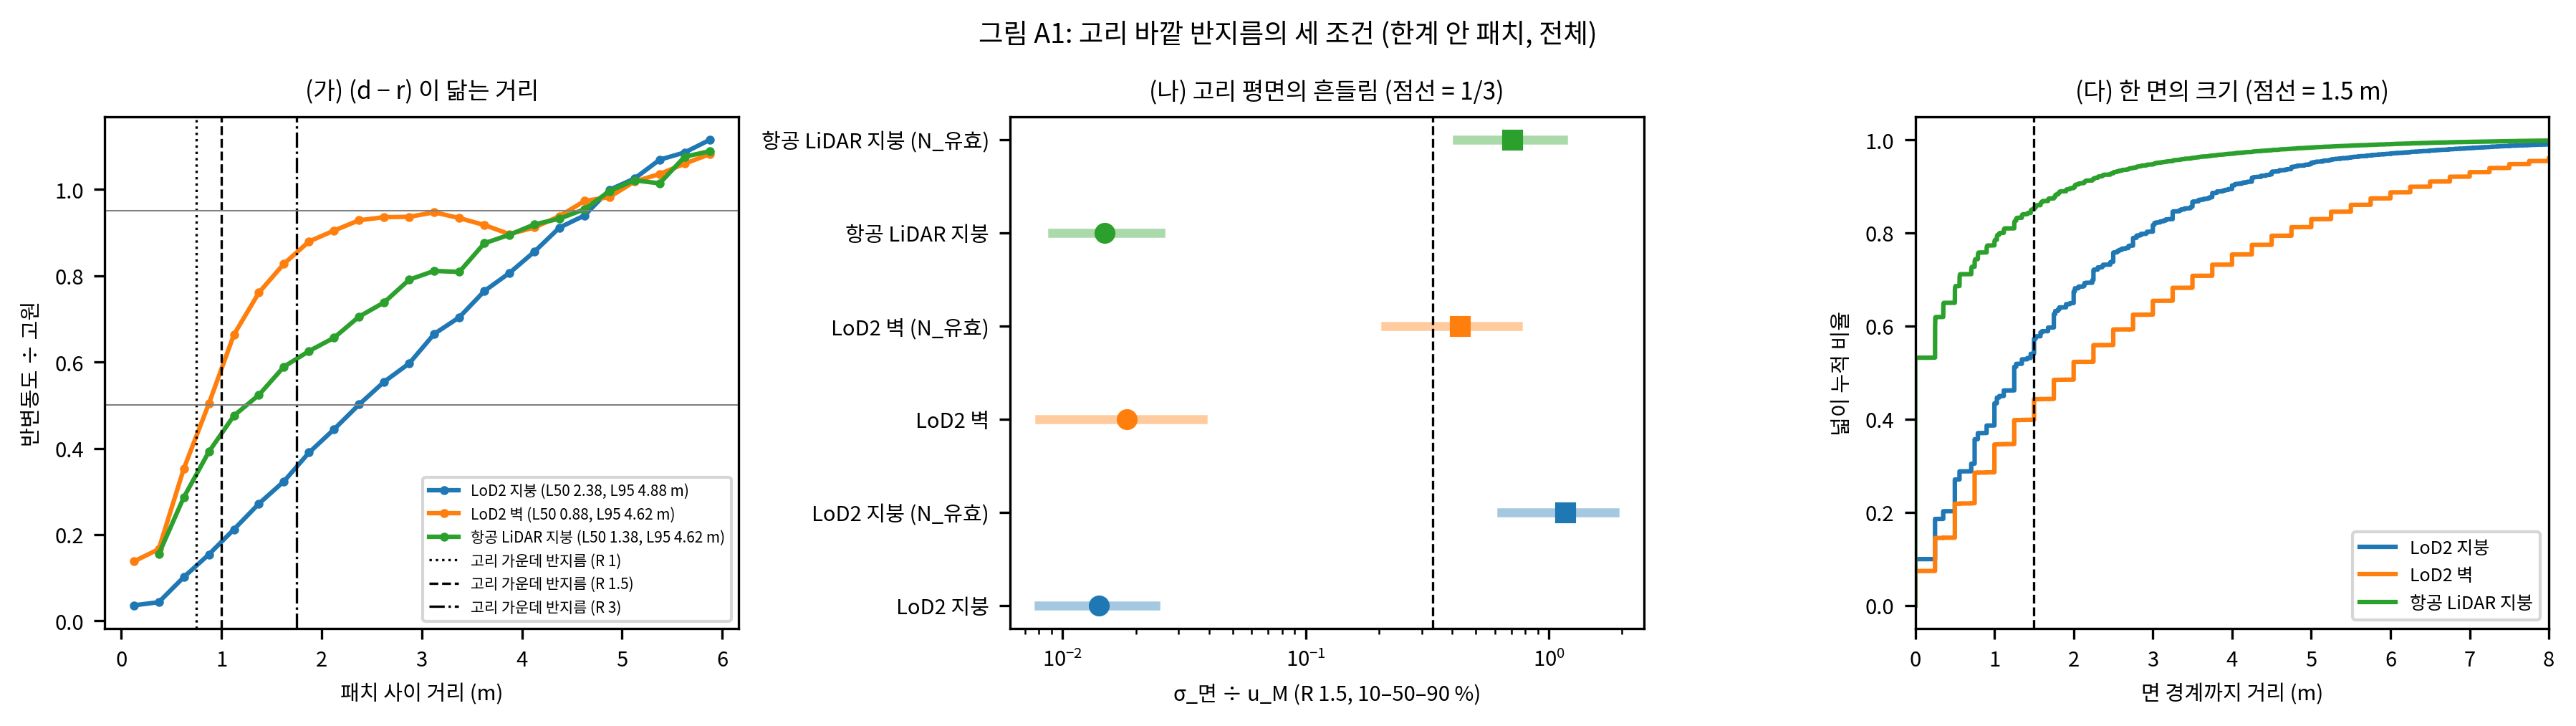 그림 A1: 고리 바깥 반지름의 세 조건 (한계 안 패치, 전체)
(가) (d − r) 이 닿는 거리
반변동도 ÷ 고원
1.0
0.8
0.6
0.4
0.2
0.0
0 1 2 3 4 5 6
패치 사이 거리 (m)
LoD2 지붕 (L50 2.38, L95 4.88 m)
LoD2 벽 (L50 0.88, L95 4.62 m)
항공 LiDAR 지붕 (L50 1.38, L95 4.62 m)
고리 가운데 반지름 (R 1)
고리 가운데 반지름 (R 1.5)
고리 가운데 반지름 (R 3)
(나) 고리 평면의 흔들림 (점선 = 1/3)
항공 LiDAR 지붕 (N_유효)
항공 LiDAR 지붕
LoD2 벽 (N_유효)
LoD2 벽
LoD2 지붕 (N_유효)
LoD2 지붕
10⁻² 10⁻¹ 10⁰
σ_면 ÷ u_M (R 1.5, 10–50–90 %)
(다) 한 면의 크기 (점선 = 1.5 m)
넓이 누적 비율
1.0
0.8
0.6
0.4
0.2
0.0
0 1 2 3 4 5 6 7 8
면 경계까지 거리 (m)
LoD2 지붕
LoD2 벽
항공 LiDAR 지붕